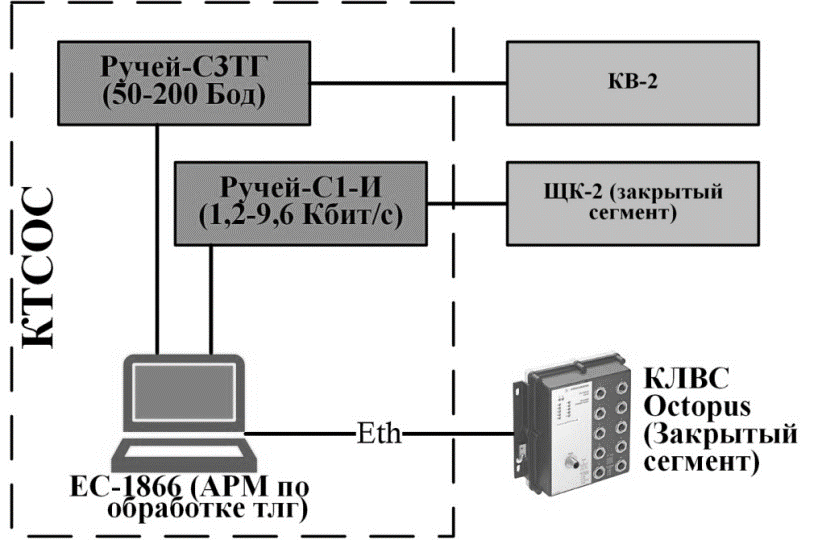 Ручей-С3ТГ
(50-200 Бод)
КВ-2
Ручей-С1-И
(1,2-9,6 Кбит/с)
ЩК-2 (закрытый
сегмент)
КТСОС
Eth
КЛВС
Octopus
(Закрытый
сегмент)
ЕС-1866 (АРМ по
обработке тлг)